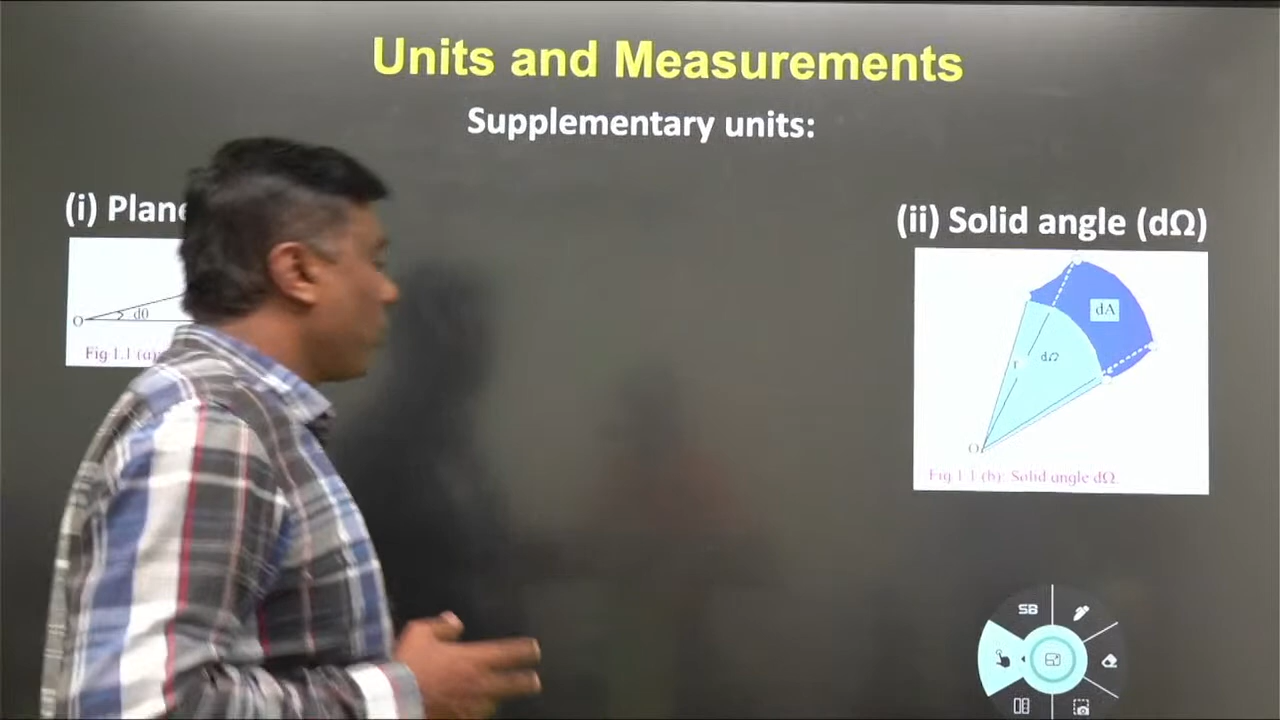 Units and Measurements
Supplementary units:
(i) Plane
O
dθ
Fig 1.1 (a):
(ii) Solid angle (dΩ)
dA
dΩ
r
O
Fig 1.1 (b): Solid angle dΩ.
SB